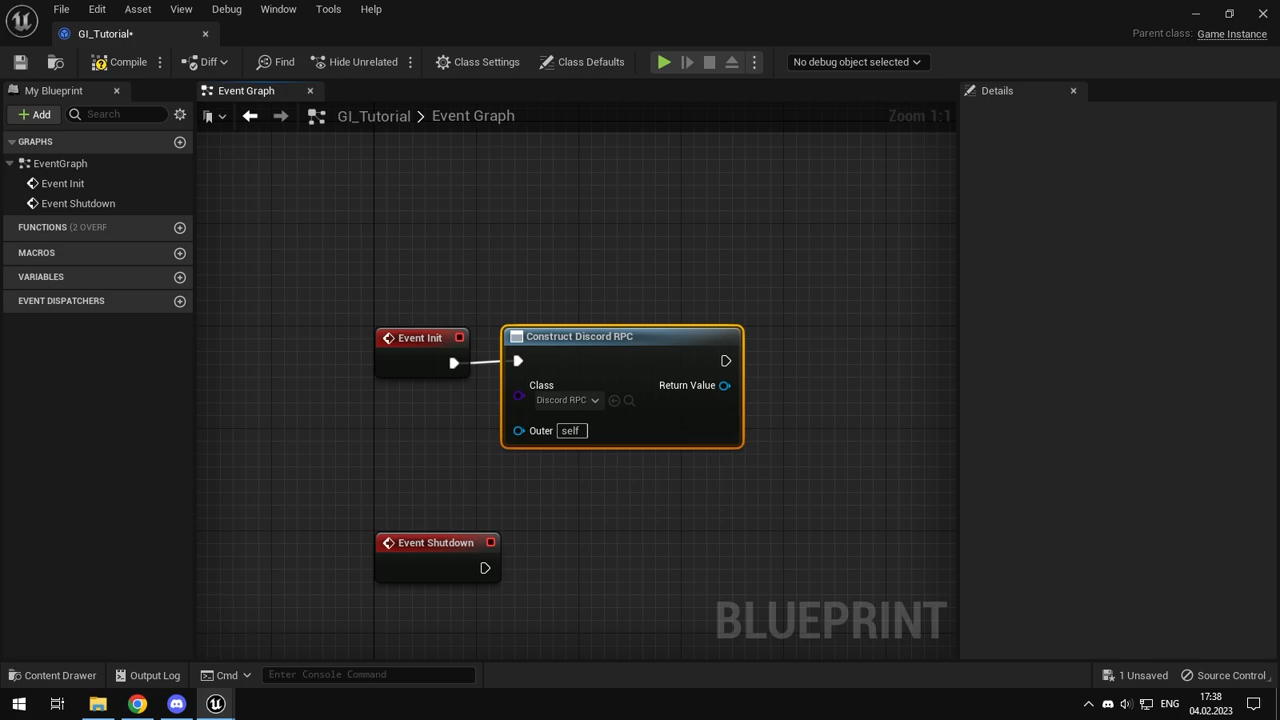 File Edit Asset View Debug Window Tools Help
GI_Tutorial*
Parent class: Game Instance
Compile Diff Find Hide Unrelated Class Settings Class Defaults No debug object selected
My Blueprint
Event Graph
Details
Add Search
GI_Tutorial > Event Graph
Zoom 1:1
GRAPHS
EventGraph
Event Init
Event Shutdown
FUNCTIONS (2 OVERF
MACROS
VARIABLES
EVENT DISPATCHERS
Event Init
Construct Discord RPC
Class
Return Value
Discord RPC
Outer self
Event Shutdown
BLUEPRINT
Content Drawer Output Log Cmd Enter Console Command 1 Unsaved Source Control
17:38
04.02.2023